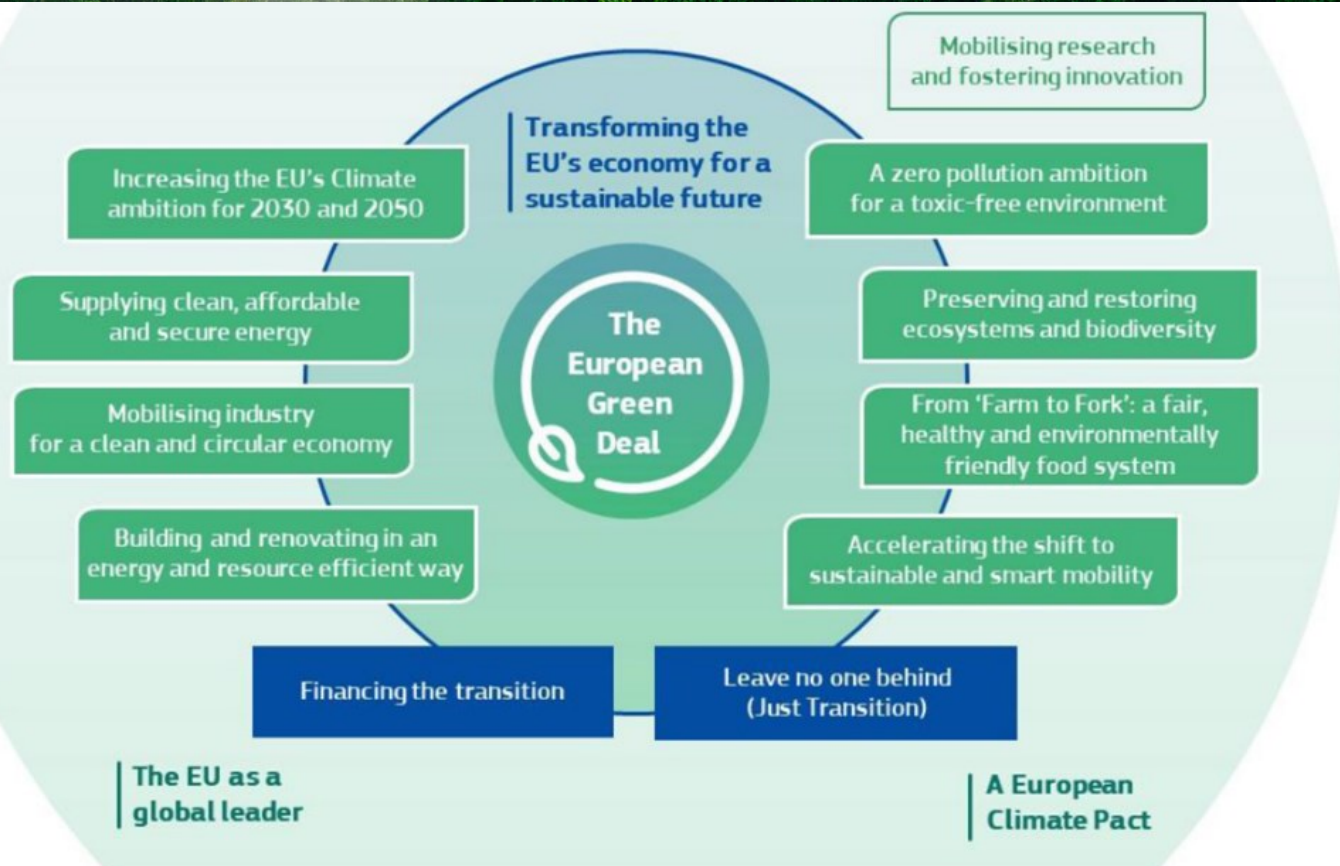 Mobilising research
and fostering innovation
Transforming the
EU's economy for a
sustainable future
Increasing the EU's Climate
ambition for 2030 and 2050
A zero pollution ambition
for a toxic-free environment
Supplying clean, affordable
and secure energy
The
European
Green
Deal
Preserving and restoring
ecosystems and biodiversity
Mobilising industry
for a clean and circular economy
From ‘Farm to Fork’: a fair,
healthy and environmentally
friendly food system
Building and renovating in an
energy and resource efficient way
Accelerating the shift to
sustainable and smart mobility
Financing the transition
Leave no one behind
(Just Transition)
The EU as a
global leader
A European
Climate Pact